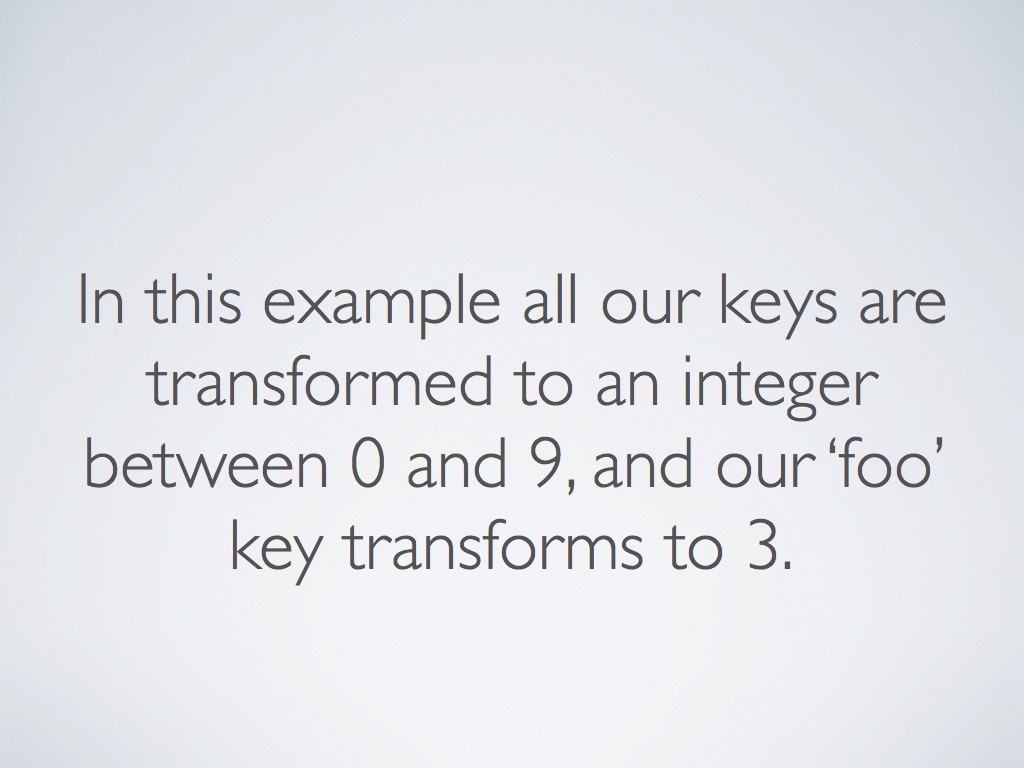 In this example all our keys are
transformed to an integer
between 0 and 9, and our ‘foo’
key transforms to 3.